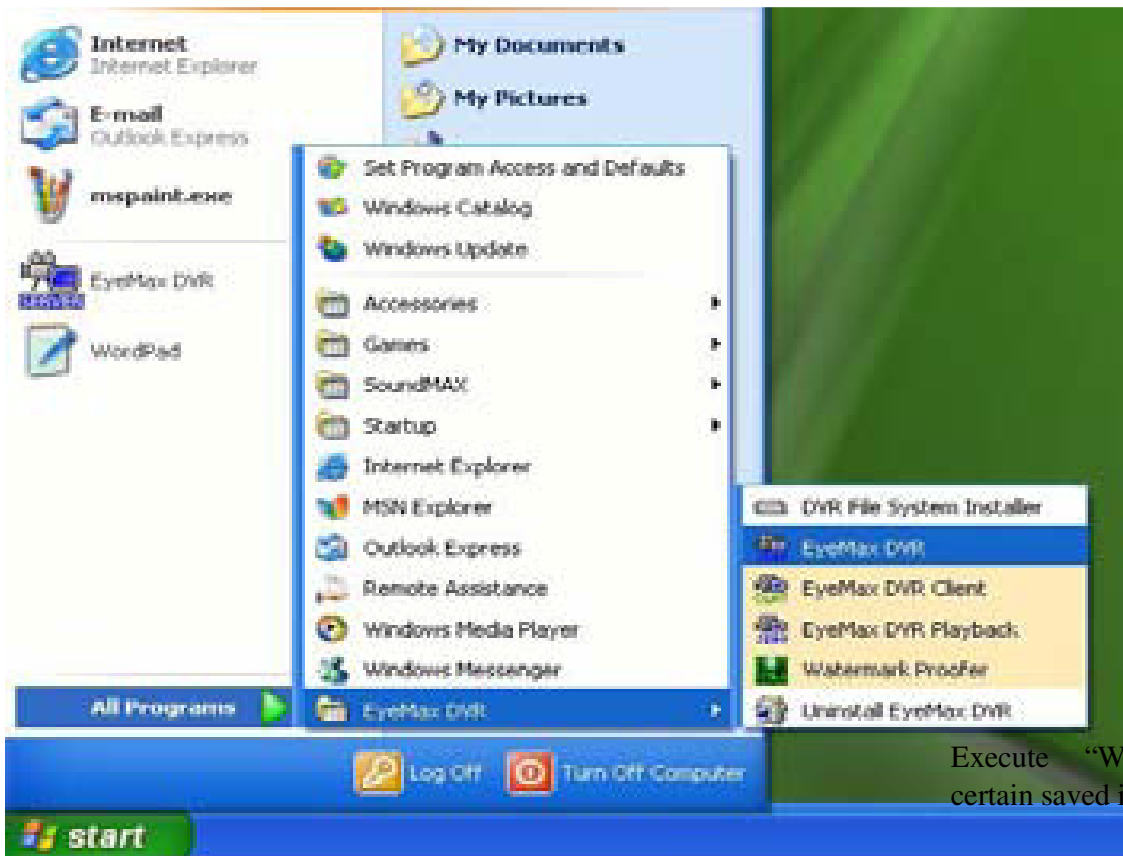 Internet
Internet Explorer
E-mail
Outlook Express
mspaint.exe
EyeMax DVR
SERVER
WordPad
All Programs
My Documents
My Pictures
Set Program Access and Defaults
Windows Catalog
Windows Update
Accessories
Games
SoundMAX
Startup
Internet Explorer
MSN Explorer
Outlook Express
Remote Assistance
Windows Media Player
Windows Messenger
EyeMax DVR
DVR File System Installer
EyeMax DVR
EyeMax DVR Client
EyeMax DVR Playback
Watermark Proofer
Uninstall EyeMax DVR
Log Off
Turn Off Computer
Execute “W
certain saved i
start